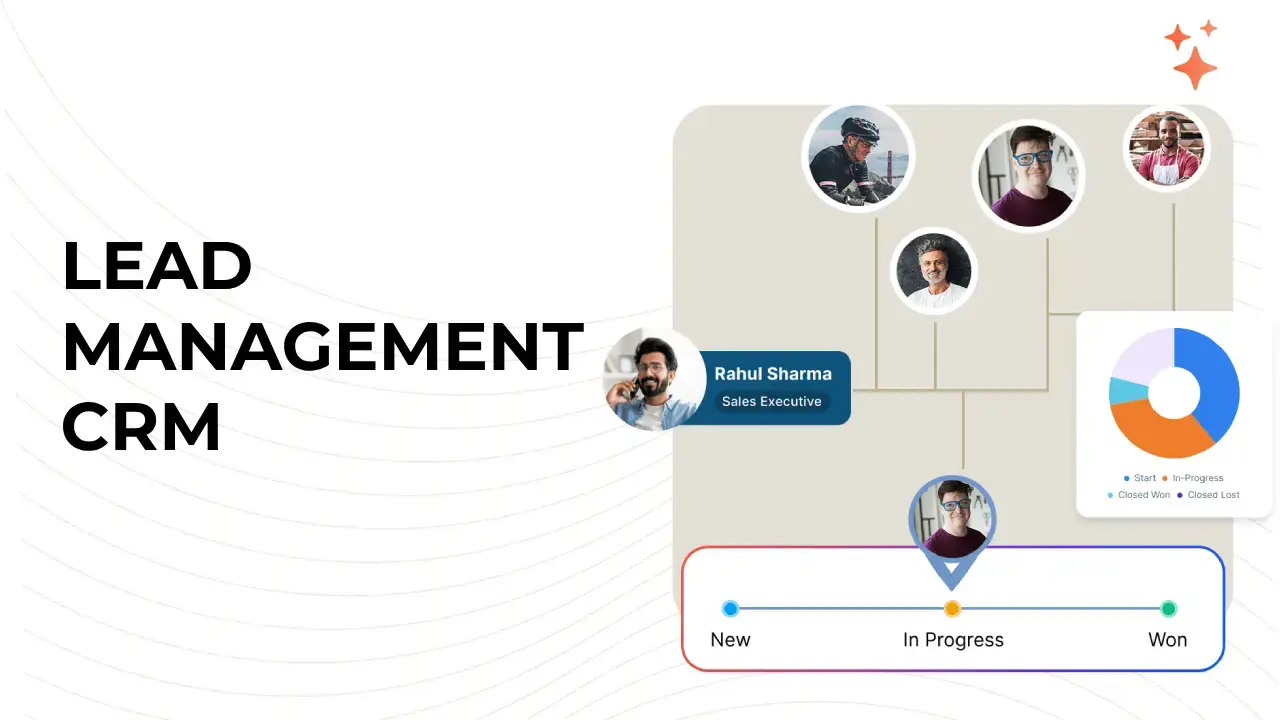 LEAD
MANAGEMENT
CRM
Rahul Sharma
Sales Executive
Start In-Progress
Closed Won Closed Lost
New In Progress Won